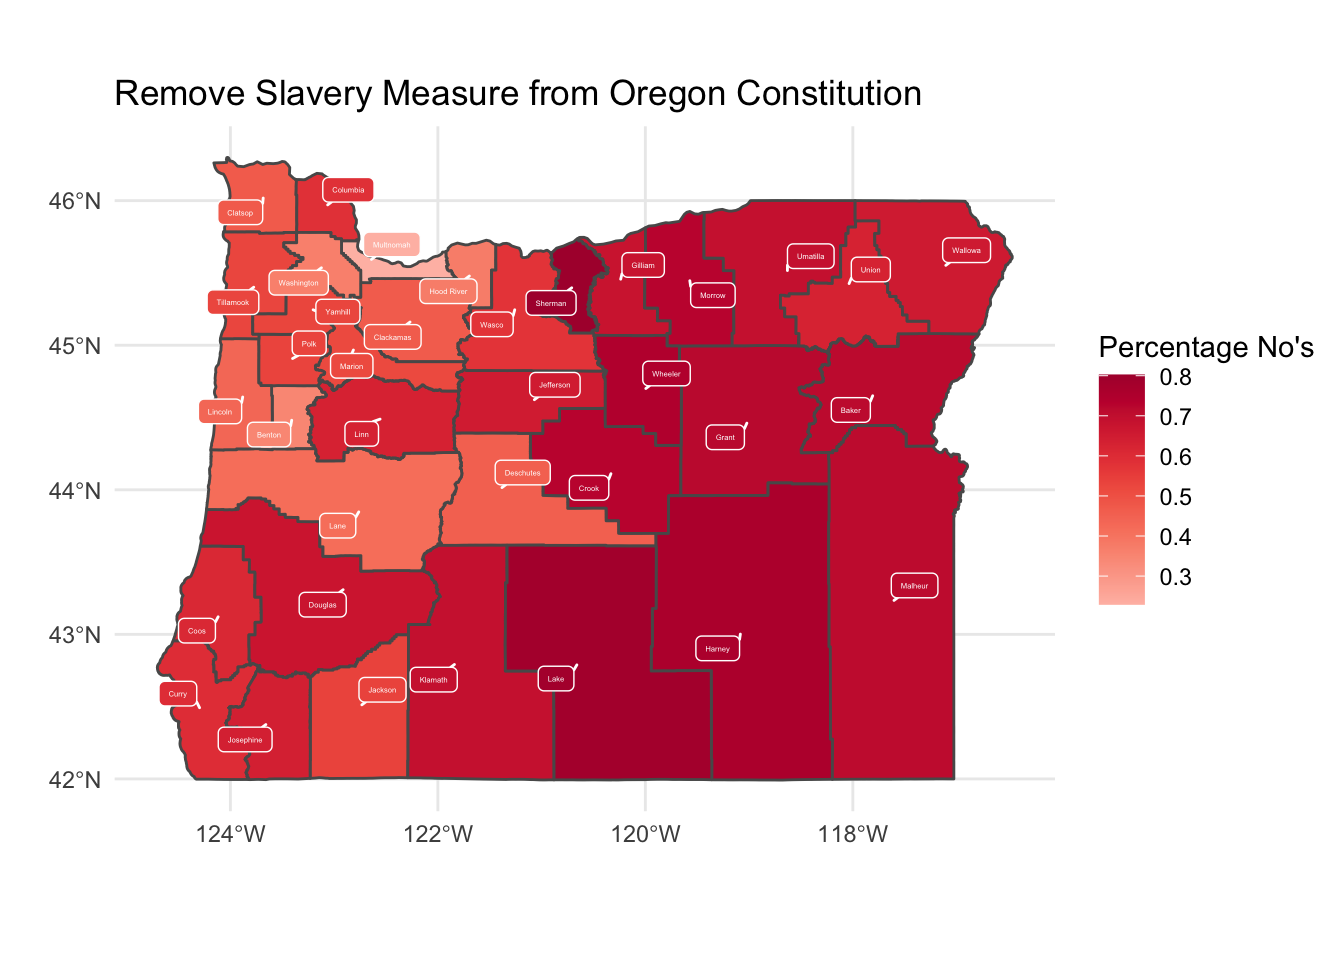 Remove Slavery Measure from Oregon Constitution
46°N
45°N
44°N
43°N
42°N
124°W
122°W
120°W
118°W
Columbia
Clatsop
Multnomah
Wallowa
Umatilla
Gilliam
Union
Washington
Hood River
Morrow
Tillamook
Sherman
Yamhill
Wasco
Clackamas
Polk
Marion
Wheeler
Jefferson
Lincoln
Baker
Benton
Linn
Grant
Deschutes
Crook
Lane
Malheur
Douglas
Coos
Harney
Klamath
Lake
Curry
Jackson
Josephine
Percentage No's
0.8
0.7
0.6
0.5
0.4
0.3